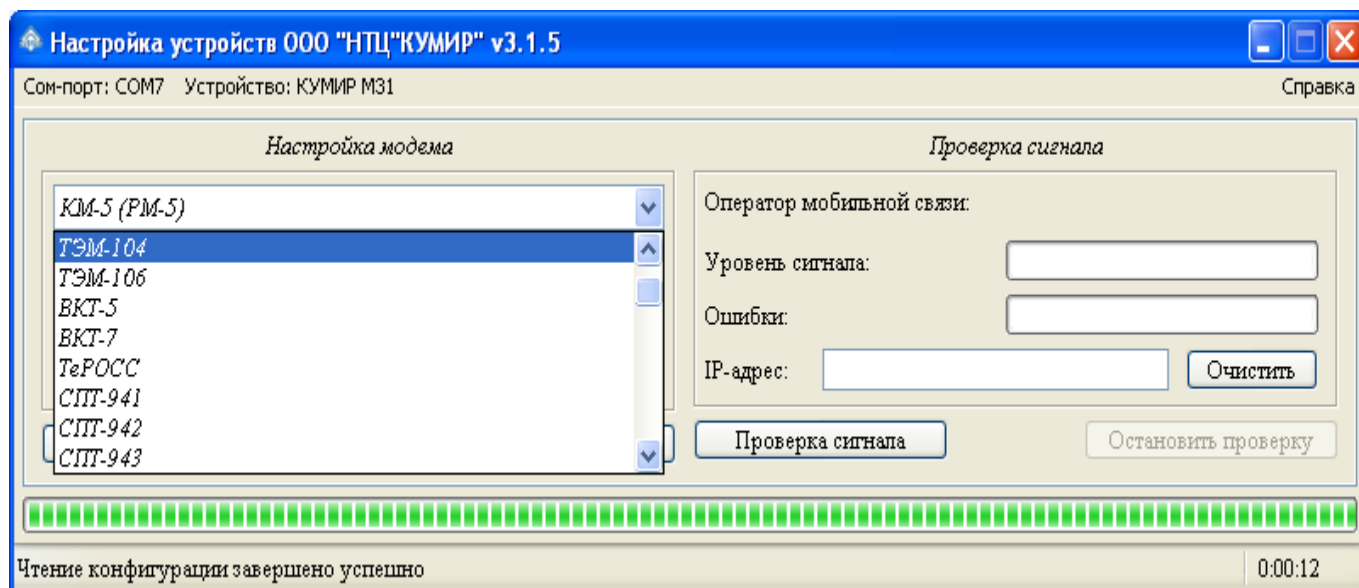 Настройка устройств ООО "НТЦ"КУМИР" v3.1.5
Сом-порт: COM7 Устройство: КУМИР М31 Справка
Настройка модема
КМ-5 (РМ-5)
ТЭМ-104
ТЭМ-106
ВКТ-5
ВКТ-7
ТеРОСС
СПТ-941
СПТ-942
СПТ-943
Проверка сигнала
Оператор мобильной связи:
Уровень сигнала:
Ошибки:
IP-адрес: Очистить
Проверка сигнала Остановить проверку
Чтение конфигурации завершено успешно 0:00:12